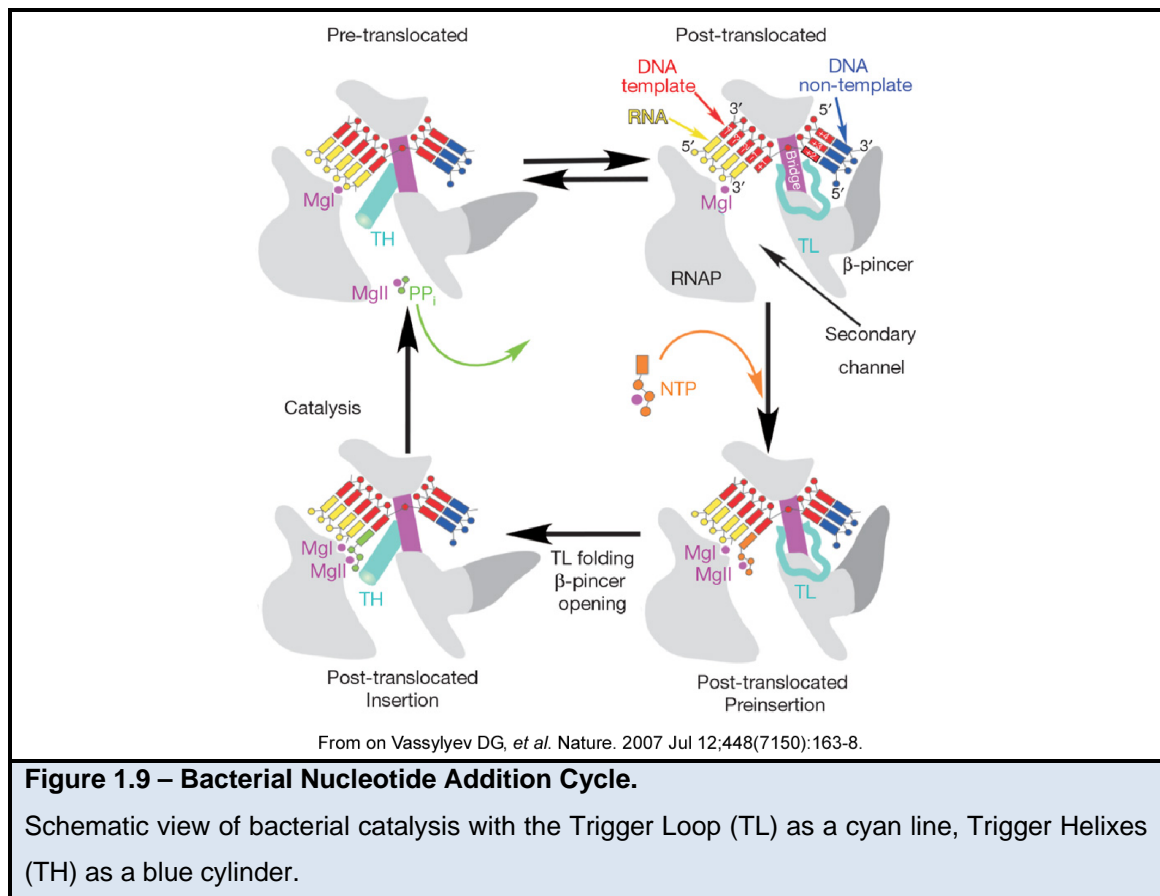 Pre-translocated
Post-translocated
DNA
template
DNA
non-template
RNA
3′
5′
5′
3′
5′
3′
Bridge
MgI
TH
MgI
TL
β-pincer
RNAP
MgII
PPi
Secondary
channel
NTP
Catalysis
MgI
MgII
TH
TL folding
β-pincer
opening
MgI
MgII
TL
Post-translocated
Insertion
Post-translocated
Preinsertion
From on Vassylyev DG, et al. Nature. 2007 Jul 12;448(7150):163-8.
Figure 1.9 – Bacterial Nucleotide Addition Cycle.
Schematic view of bacterial catalysis with the Trigger Loop (TL) as a cyan line, Trigger Helixes
(TH) as a blue cylinder.